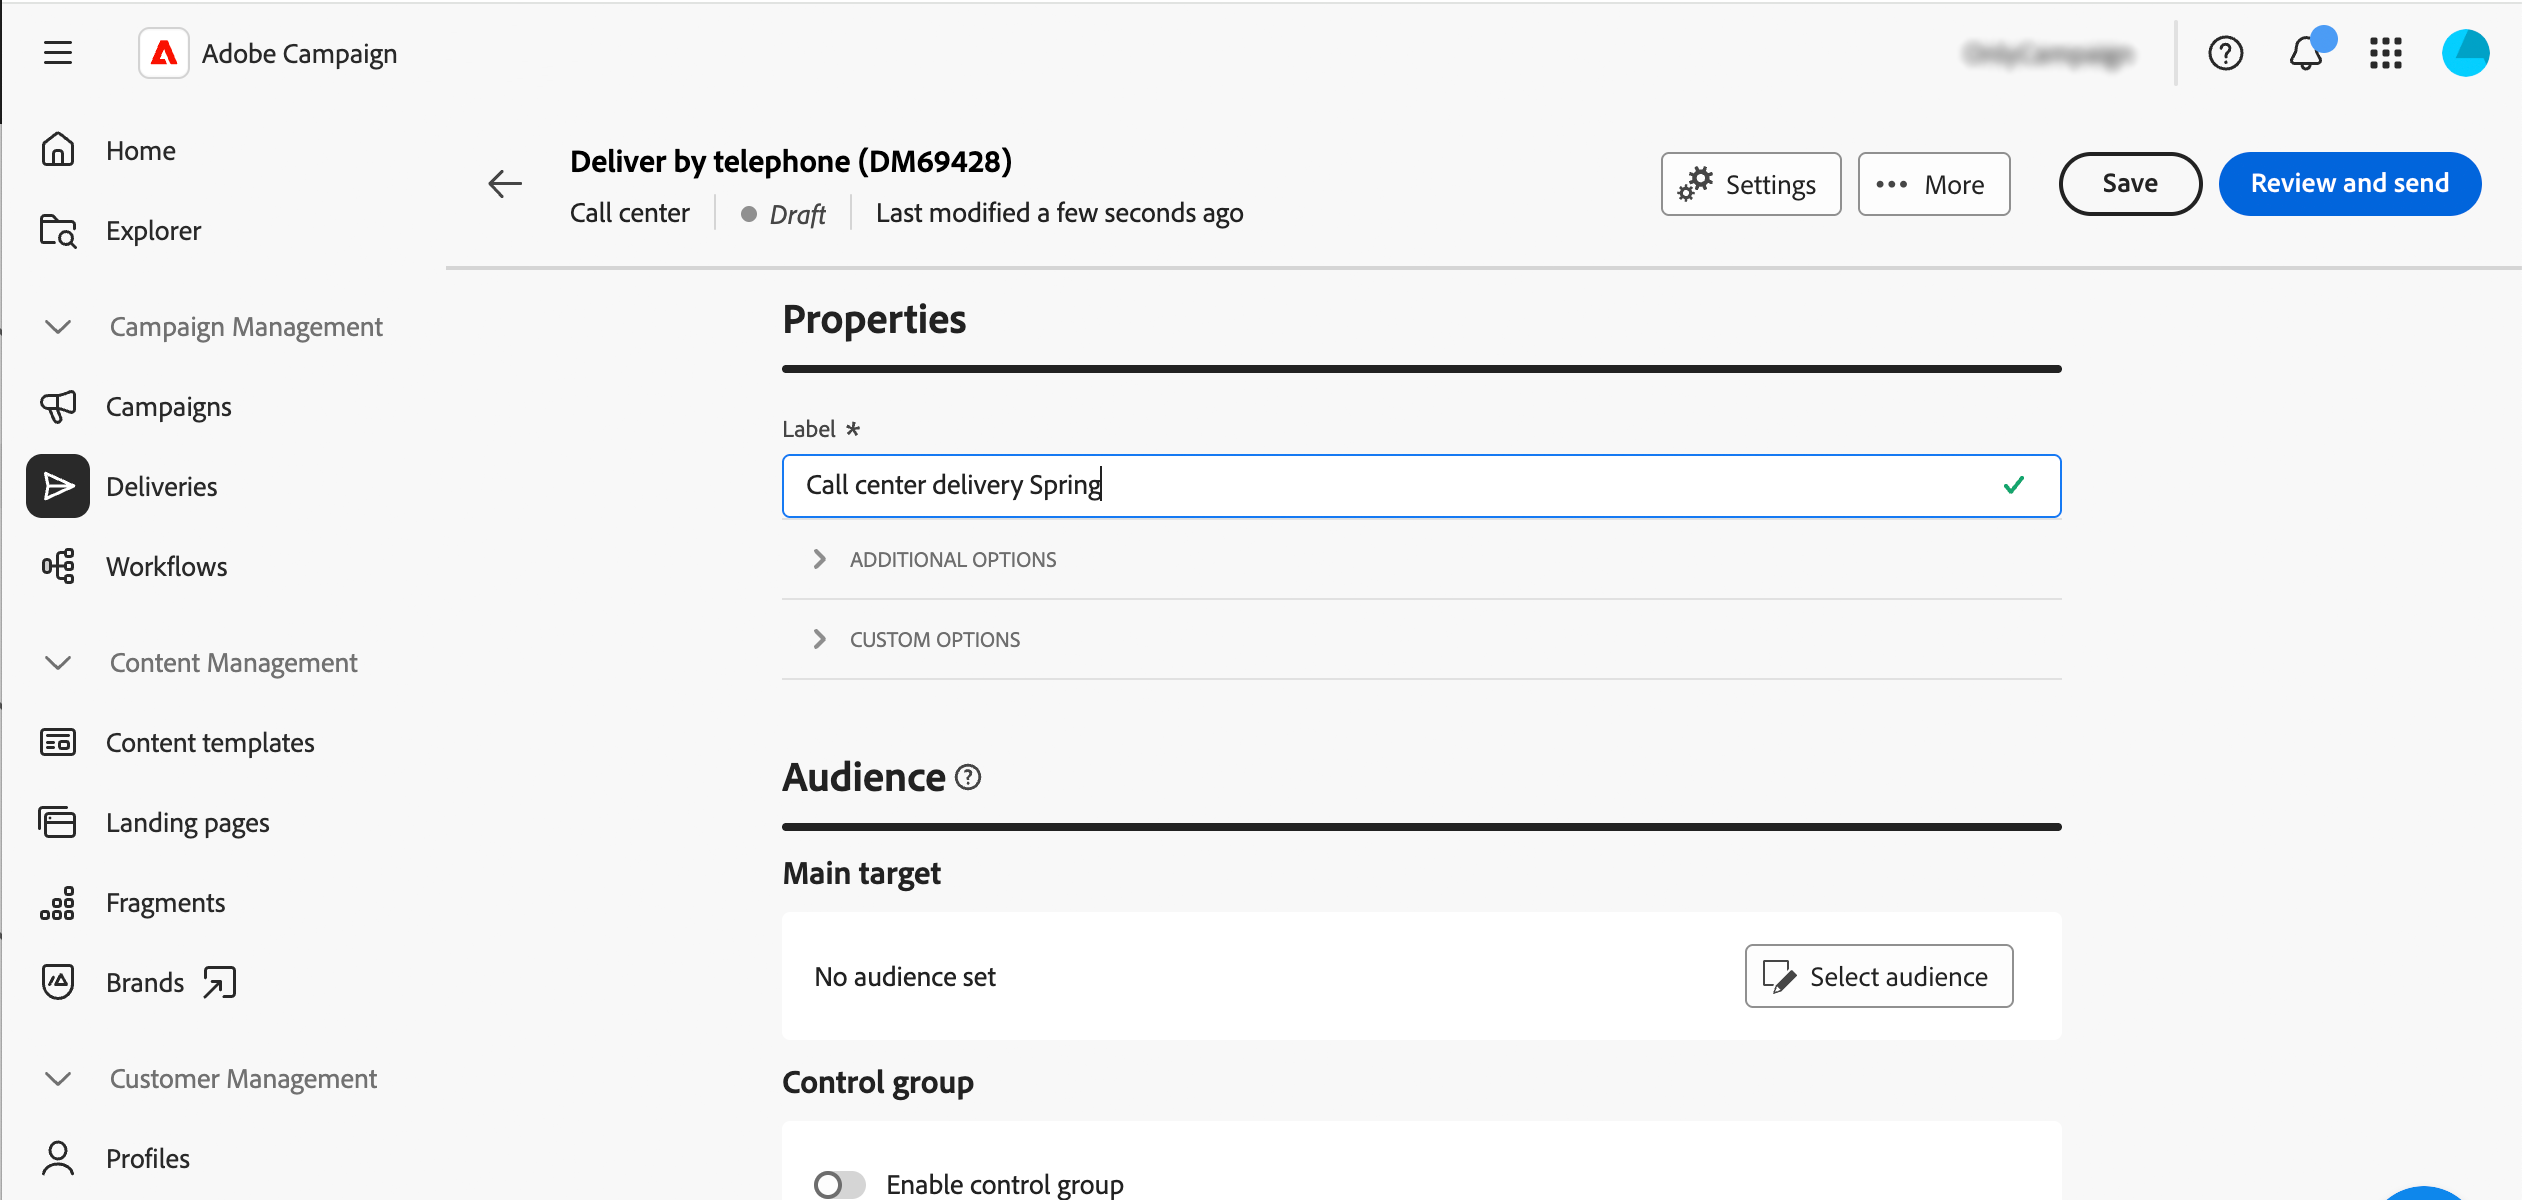 Adobe Campaign
Home
Explorer
Campaign Management
Campaigns
Deliveries
Workflows
Content Management
Content templates
Landing pages
Fragments
Brands
Customer Management
Profiles
Deliver by telephone (DM69428)
Call center
Draft
Last modified a few seconds ago
Settings
More
Save
Review and send
Properties
Label *
Call center delivery Spring
ADDITIONAL OPTIONS
CUSTOM OPTIONS
Audience
Main target
No audience set
Select audience
Control group
Enable control group